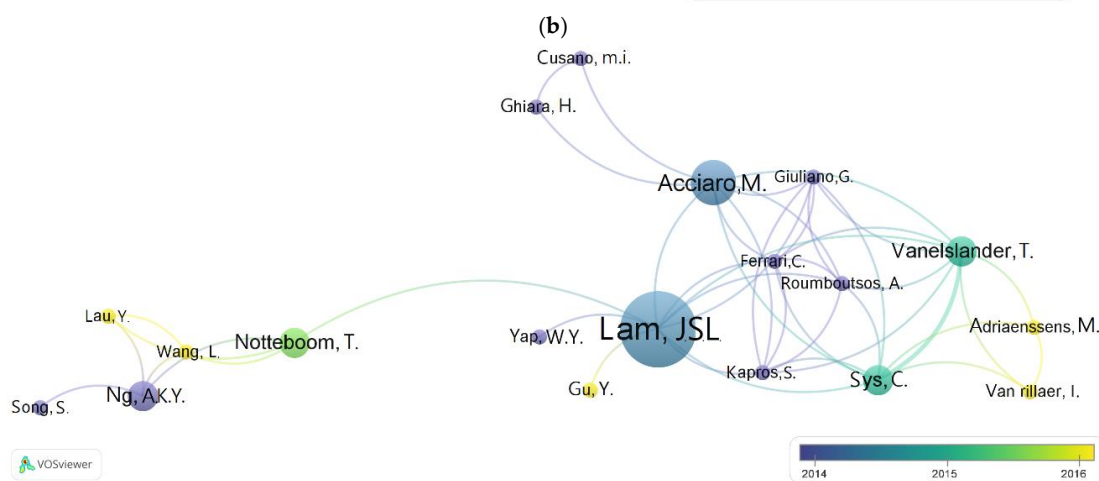 (b)
Cusano, m.i.
Ghiara, H.
Acciaro,M.
Giuliano,G.
Vanelslander, T.
Ferrari,C.
Roumboutsos, A.
Lau, Y.
Wang, L.
Notteboom, T.
Yap, W.Y.
Lam, JSL
Adriaenssens, M.
Kapros,S.
Sys, C.
Gu, Y.
Van rillaer, I.
Song, S.
Ng, A.K.Y.
VOSviewer
2014 2015 2016